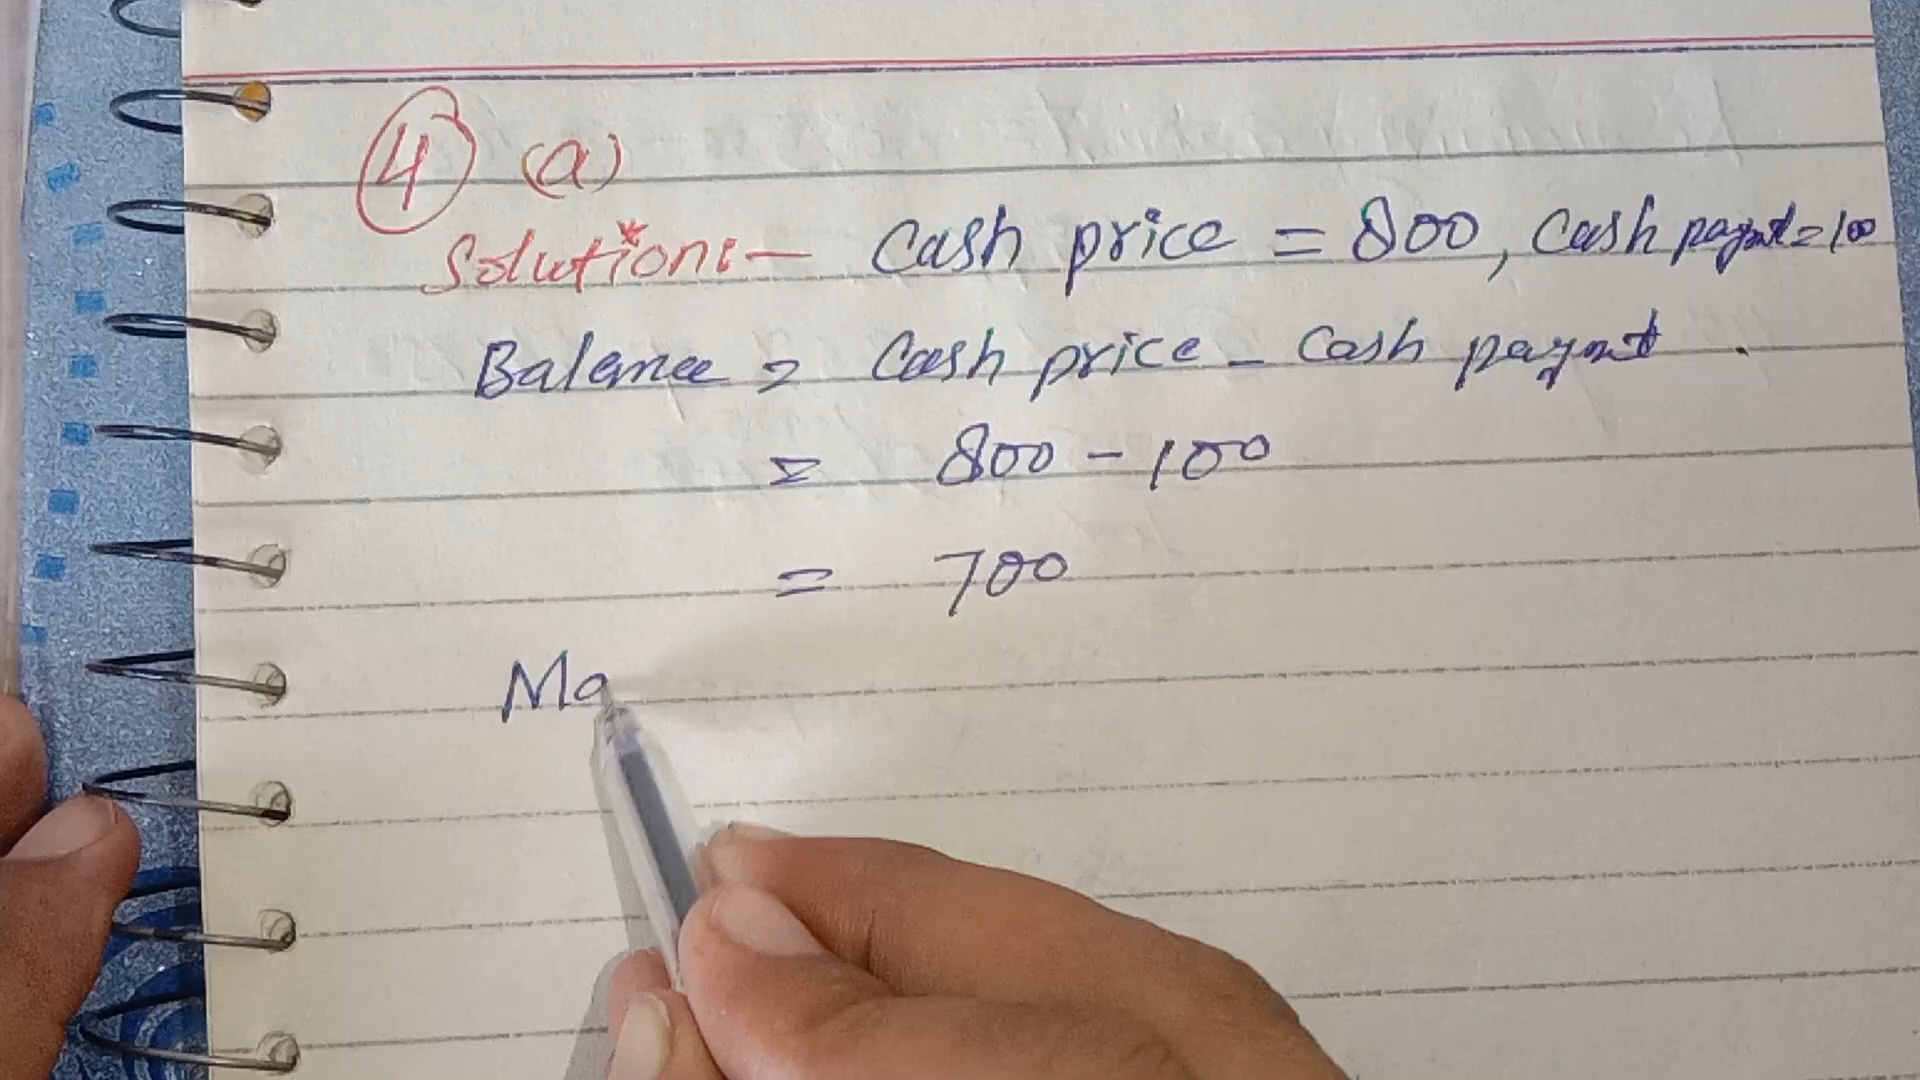 4 (a)
Solution:- Cash price = 800, Cash paymt = 100
Balance = Cash price - Cash paymt.
= 800 - 100
= 700
Ma